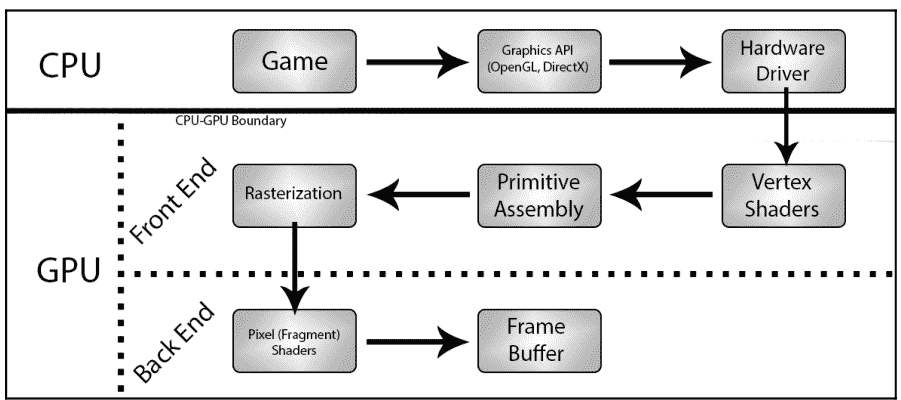 CPU
Game
Graphics API
(OpenGL, DirectX)
Hardware
Driver
CPU-GPU Boundary
GPU
Front End
Rasterization
Primitive
Assembly
Vertex
Shaders
Back End
Pixel (Fragment)
Shaders
Frame
Buffer